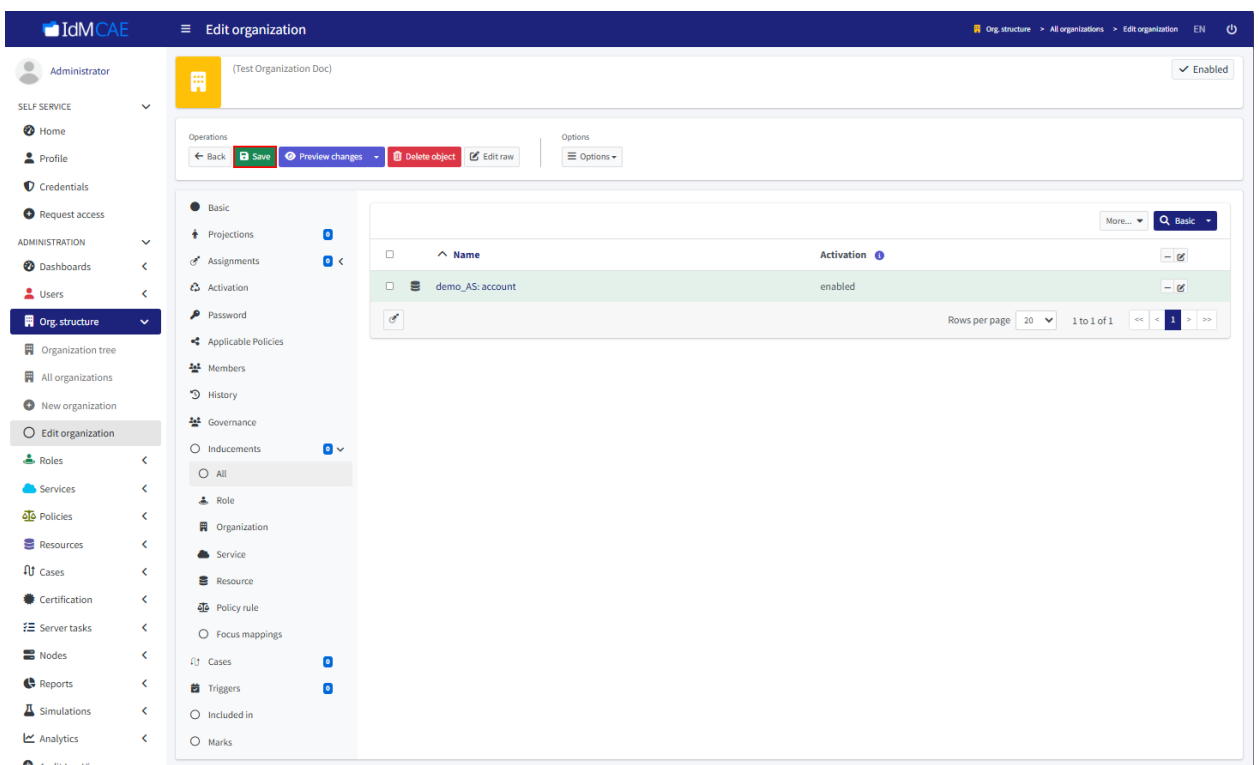 IdMCAE
Edit organization
Org. structure > All organizations > Edit organization EN
Administrator
(Test Organization Doc)
Enabled
SELF SERVICE
Home
Profile
Credentials
Request access
ADMINISTRATION
Dashboards
Users
Org. structure
Organization tree
All organizations
New organization
Edit organization
Roles
Services
Policies
Resources
Cases
Certification
Server tasks
Nodes
Reports
Simulations
Analytics
Operations
Back Save Preview changes Delete object Edit raw
Options
Options
Basic
Projections 0
Assignments 0
Activation
Password
Applicable Policies
Members
History
Governance
Inducements 0
All
Role
Organization
Service
Resource
Policy rule
Focus mappings
Cases 0
Triggers 0
Included in
Marks
More... Basic
Name Activation
demo_AS: account enabled
Rows per page 20 1 to 1 of 1 << < 1 > >>